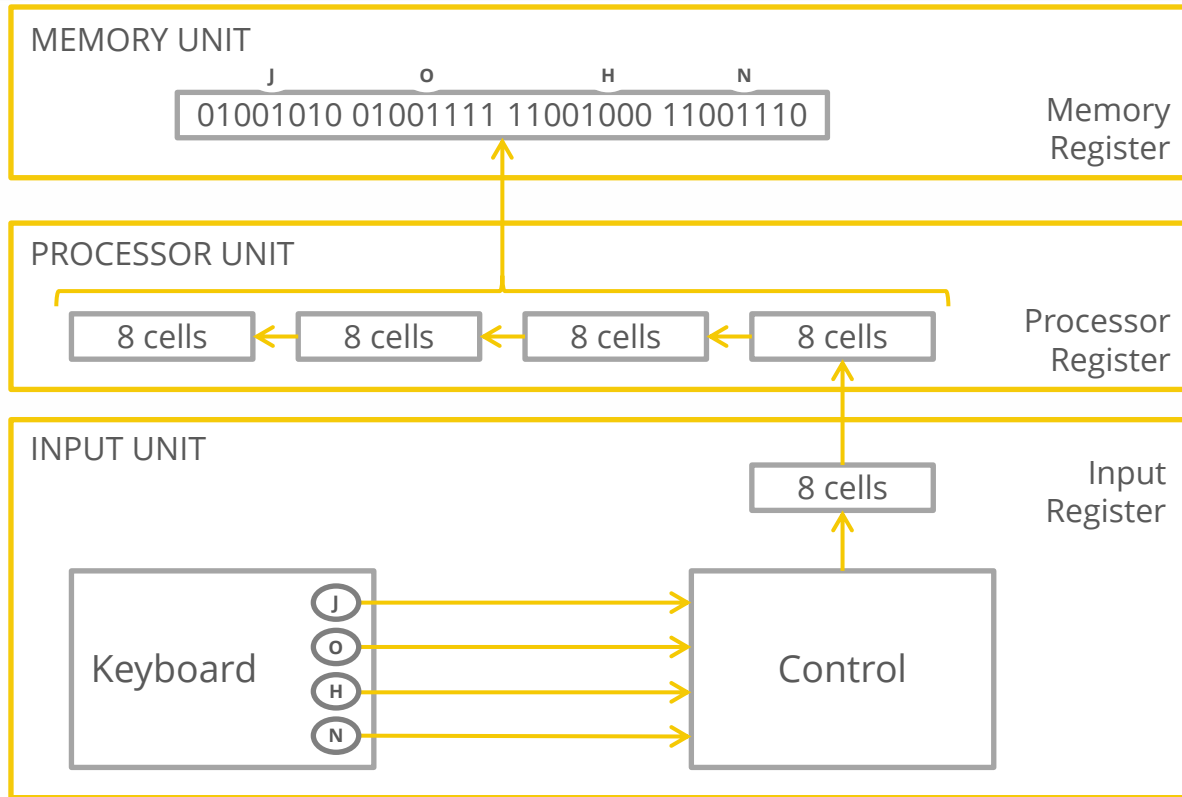 MEMORY UNIT
J O H N
01001010 01001111 11001000 11001110
Memory
Register
PROCESSOR UNIT
8 cells 8 cells 8 cells 8 cells
Processor
Register
INPUT UNIT
8 cells
Input
Register
J
O
Keyboard
H
N
Control